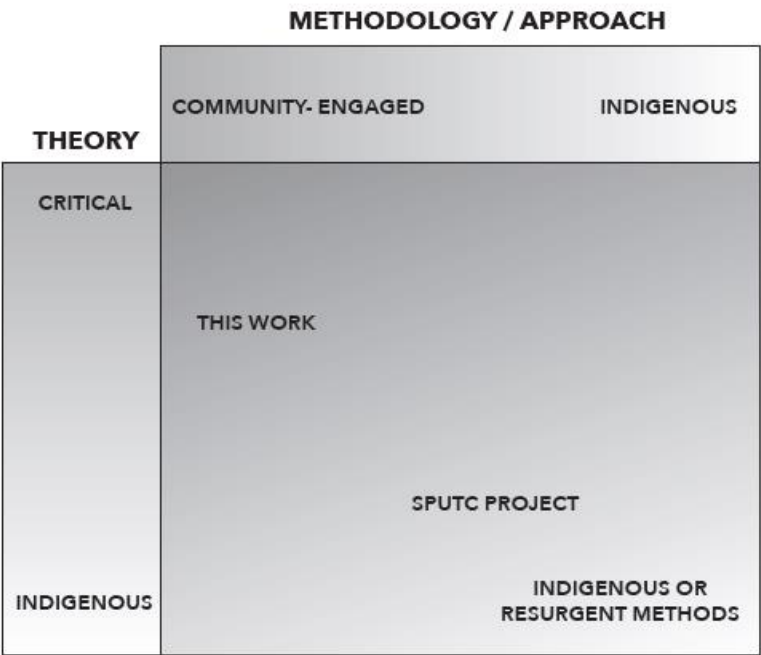 METHODOLOGY / APPROACH
COMMUNITY- ENGAGED
INDIGENOUS
THEORY
CRITICAL
THIS WORK
SPUTC PROJECT
INDIGENOUS
INDIGENOUS OR
RESURGENT METHODS